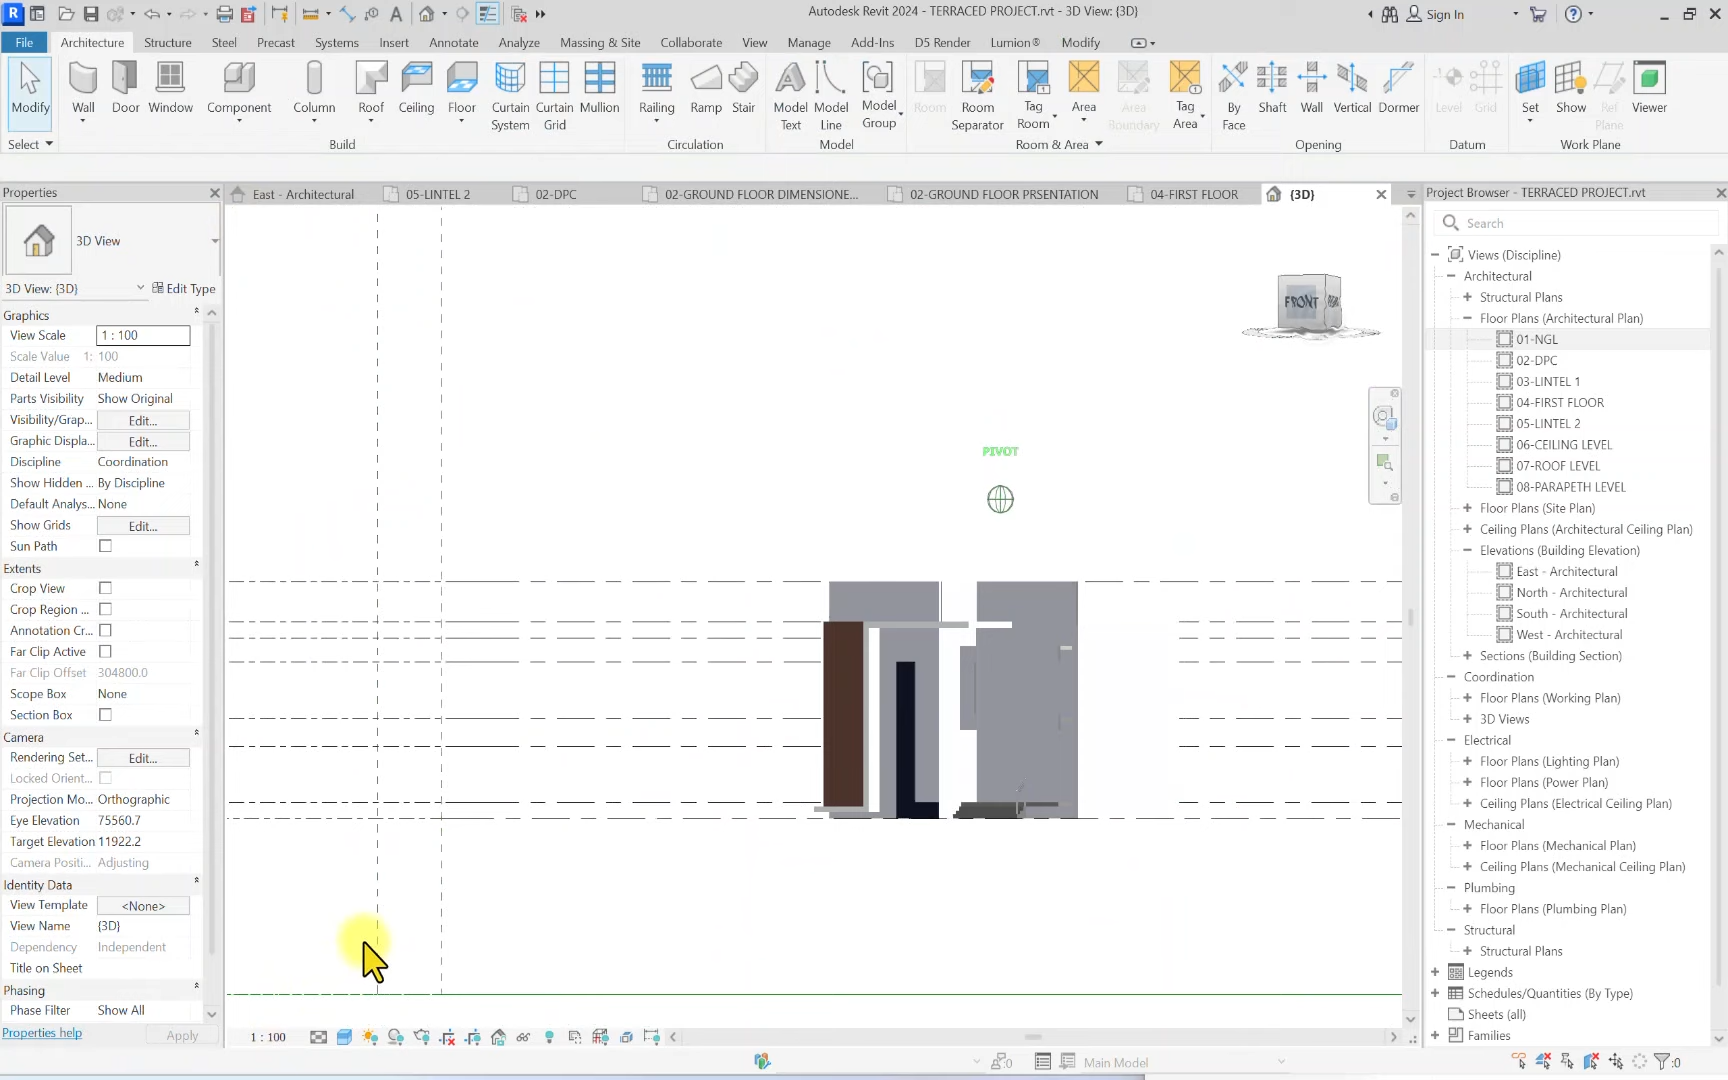 Autodesk Revit 2024 - TERRACED PROJECT.rvt - 3D View: {3D}
Sign In
File Architecture Structure Steel Precast Systems Insert Annotate Analyze Massing & Site Collaborate View Manage Add-Ins D5 Render Lumion® Modify
Modify Wall Door Window Component Column Roof Ceiling Floor Curtain System Curtain Grid Mullion Railing Ramp Stair Model Text Model Line Model Group Room Room Separator Tag Room Area Area Boundary Tag Area By Face Shaft Wall Vertical Dormer Level Grid Set Show Ref Plane Viewer
Select Build Circulation Model Room & Area Opening Datum Work Plane
Properties
3D View
3D View: {3D} Edit Type
Graphics
View Scale 1 : 100
Scale Value 1: 100
Detail Level Medium
Parts Visibility Show Original
Visibility/Grap... Edit...
Graphic Displa... Edit...
Discipline Coordination
Show Hidden ... By Discipline
Default Analys... None
Show Grids Edit...
Sun Path
Extents
Crop View
Crop Region ...
Annotation Cr...
Far Clip Active
Far Clip Offset 304800.0
Scope Box None
Section Box
Camera
Rendering Set... Edit...
Locked Orient...
Projection Mo... Orthographic
Eye Elevation 75560.7
Target Elevation 11922.2
Camera Positi... Adjusting
Identity Data
View Template <None>
View Name {3D}
Dependency Independent
Title on Sheet
Phasing
Phase Filter Show All
Properties help Apply
East - Architectural 05-LINTEL 2 02-DPC 02-GROUND FLOOR DIMENSIONE... 02-GROUND FLOOR PRSENTATION 04-FIRST FLOOR {3D}
FRONT
PIVOT
1 : 100
:0 Main Model
:0
Project Browser - TERRACED PROJECT.rvt
Search
Views (Discipline)
Architectural
Structural Plans
Floor Plans (Architectural Plan)
01-NGL
02-DPC
03-LINTEL 1
04-FIRST FLOOR
05-LINTEL 2
06-CEILING LEVEL
07-ROOF LEVEL
08-PARAPETH LEVEL
Floor Plans (Site Plan)
Ceiling Plans (Architectural Ceiling Plan)
Elevations (Building Elevation)
East - Architectural
North - Architectural
South - Architectural
West - Architectural
Sections (Building Section)
Coordination
Floor Plans (Working Plan)
3D Views
Electrical
Floor Plans (Lighting Plan)
Floor Plans (Power Plan)
Ceiling Plans (Electrical Ceiling Plan)
Mechanical
Floor Plans (Mechanical Plan)
Ceiling Plans (Mechanical Ceiling Plan)
Plumbing
Floor Plans (Plumbing Plan)
Structural
Structural Plans
Legends
Schedules/Quantities (By Type)
Sheets (all)
Families